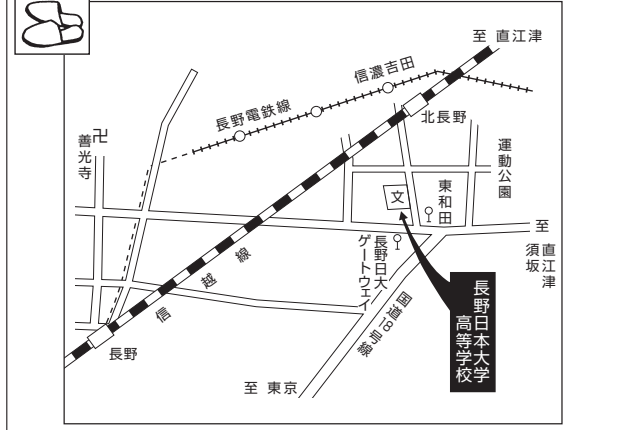 至 直江津
信濃吉田
長野電鉄線
北長野
卍
善光寺
運動公園
文
東和田
至
直江津
須坂
長野日大
ゲートウェイ
信越線
国道18号線
長野日本大学
高等学校
長野
至 東京